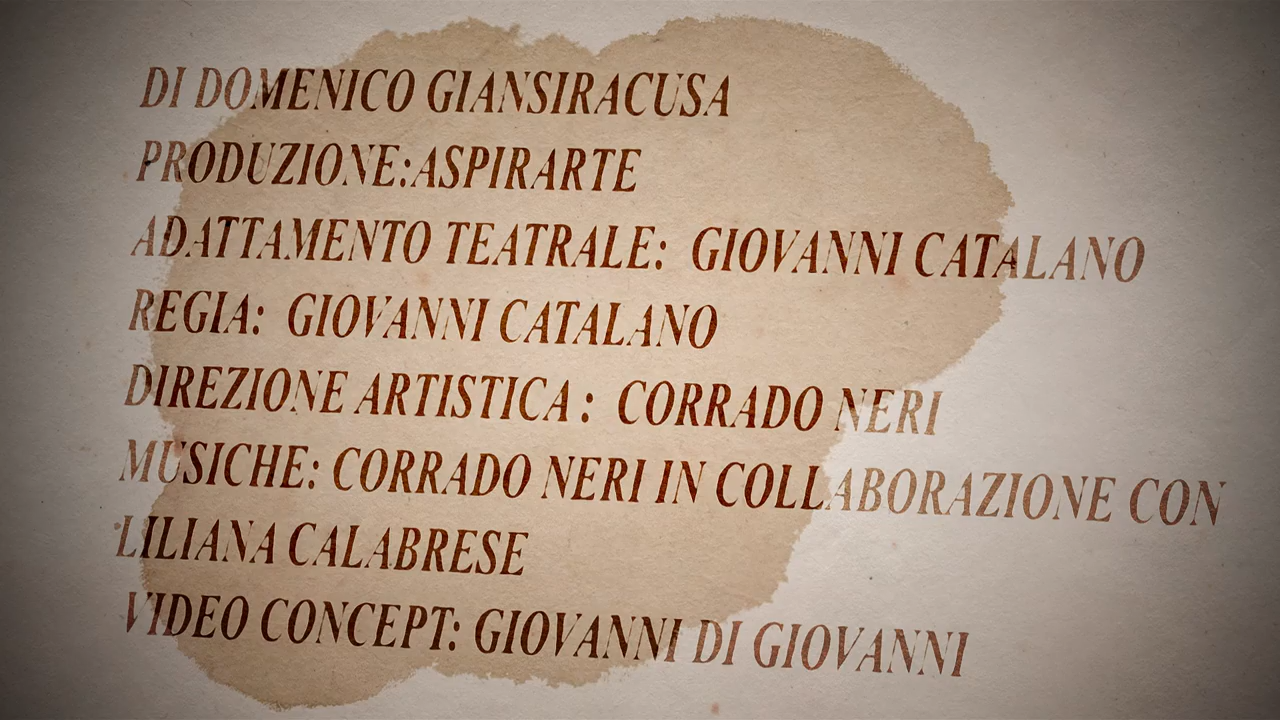 DI DOMENICO GIANSIRACUSA
PRODUZIONE:ASPIRARTE
ADATTAMENTO TEATRALE: GIOVANNI CATALANO
REGIA: GIOVANNI CATALANO
DIREZIONE ARTISTICA : CORRADO NERI
MUSICHE: CORRADO NERI IN COLLABORAZIONE CON
LILIANA CALABRESE
VIDEO CONCEPT: GIOVANNI DI GIOVANNI